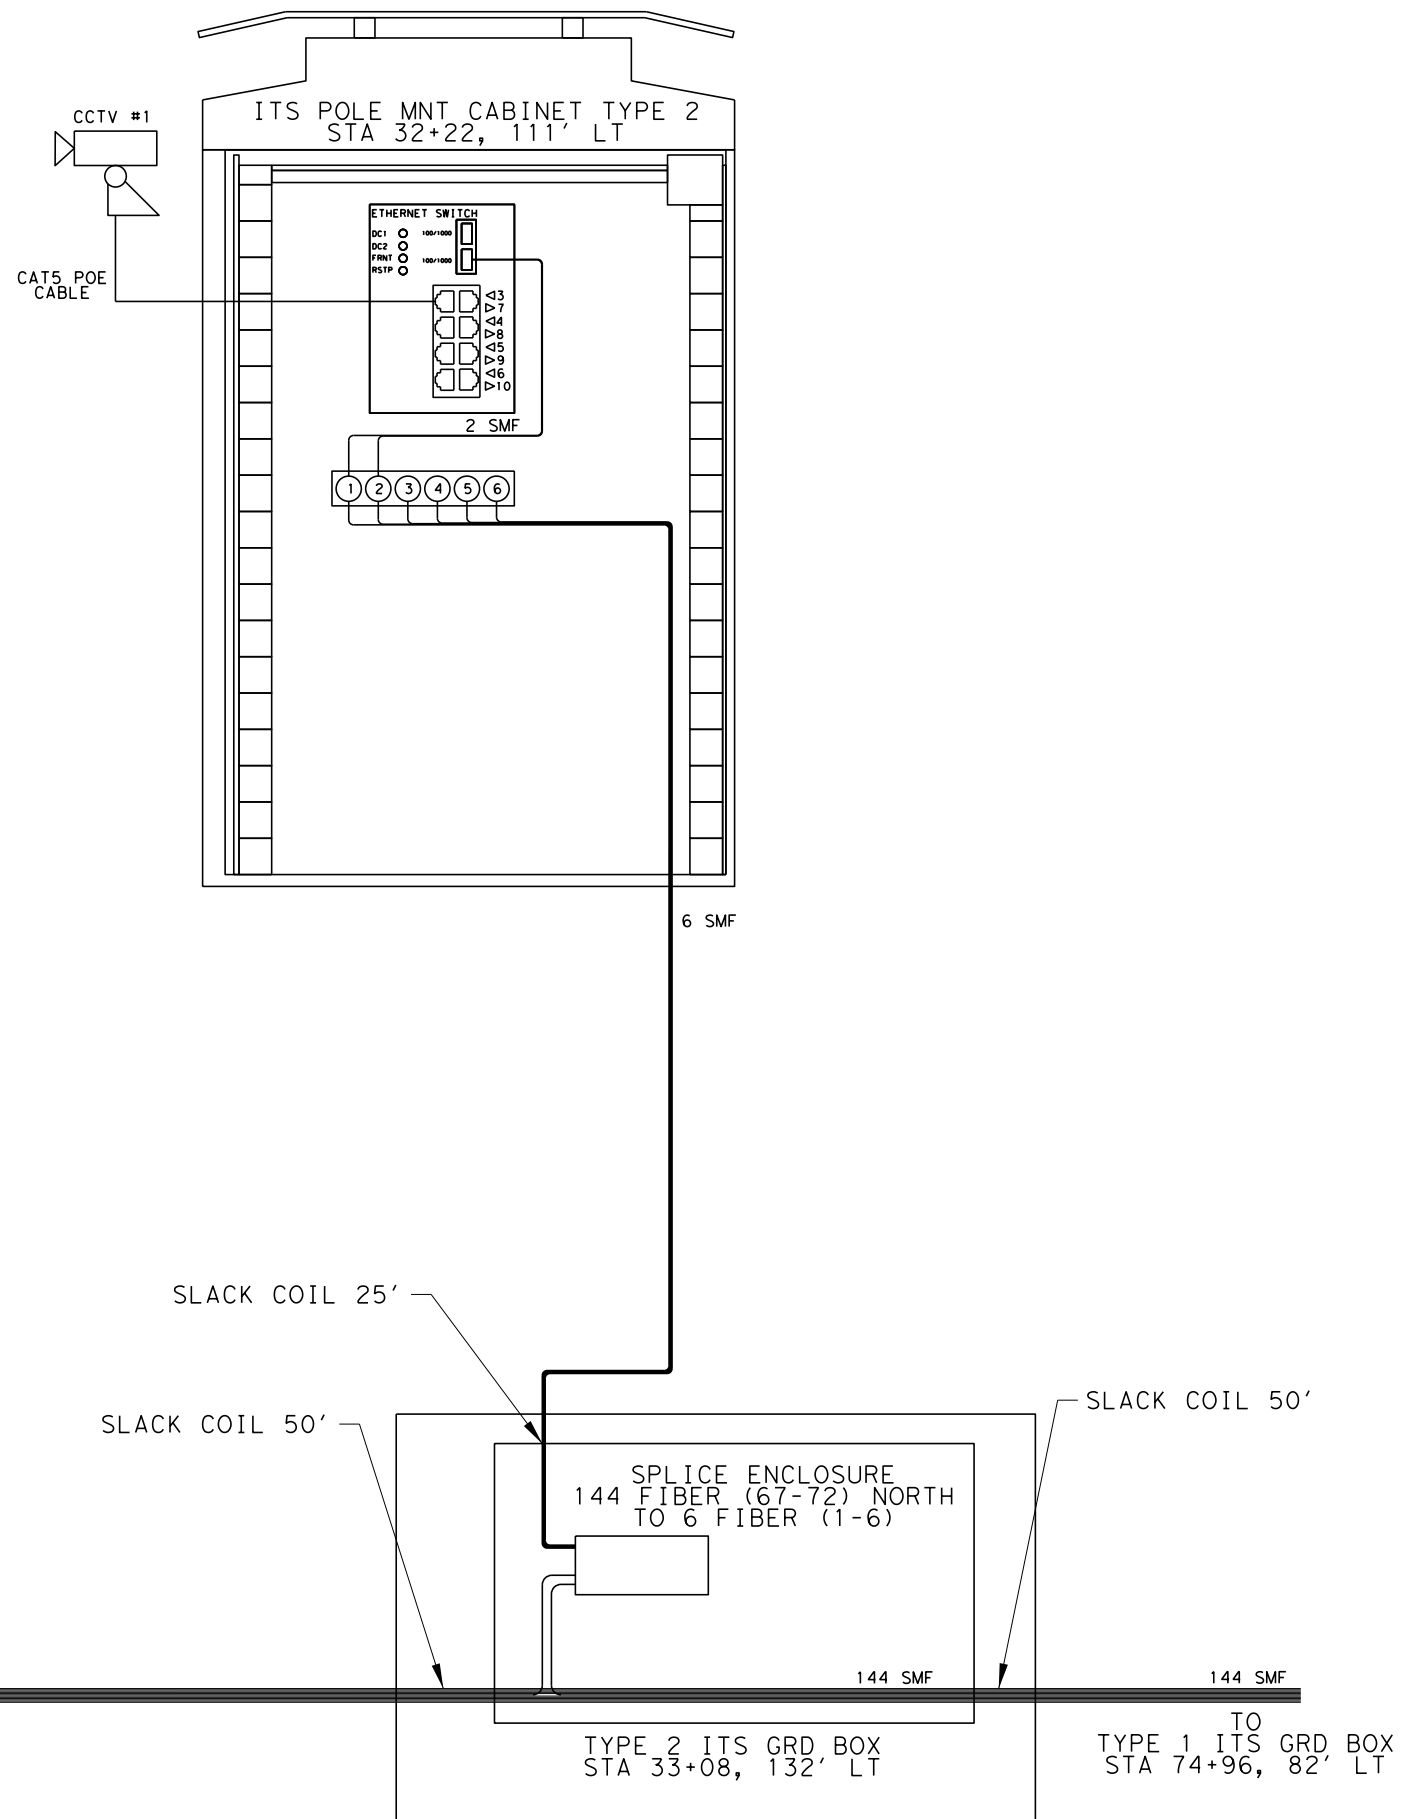 ITS POLE MNT CABINET TYPE 2
STA 32+22, 111' LT
CCTV #1
CAT5 POE
CABLE
ETHERNET SWITCH
DC1
DC2
FRNT
RSTP
100/1000
100/1000
3
7
4
8
5
9
6
10
2 SMF
1 2 3 4 5 6
6 SMF
SLACK COIL 25'
SLACK COIL 50'
SLACK COIL 50'
SPLICE ENCLOSURE
144 FIBER (67-72) NORTH
TO 6 FIBER (1-6)
144 SMF
144 SMF
TYPE 2 ITS GRD BOX
STA 33+08, 132' LT
TO
TYPE 1 ITS GRD BOX
STA 74+96, 82' LT